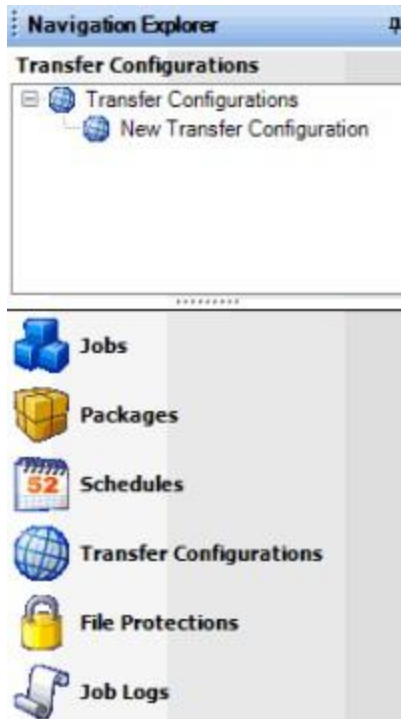 Navigation Explorer
Transfer Configurations
Transfer Configurations
New Transfer Configuration
Jobs
Packages
52
Schedules
Transfer Configurations
File Protections
Job Logs